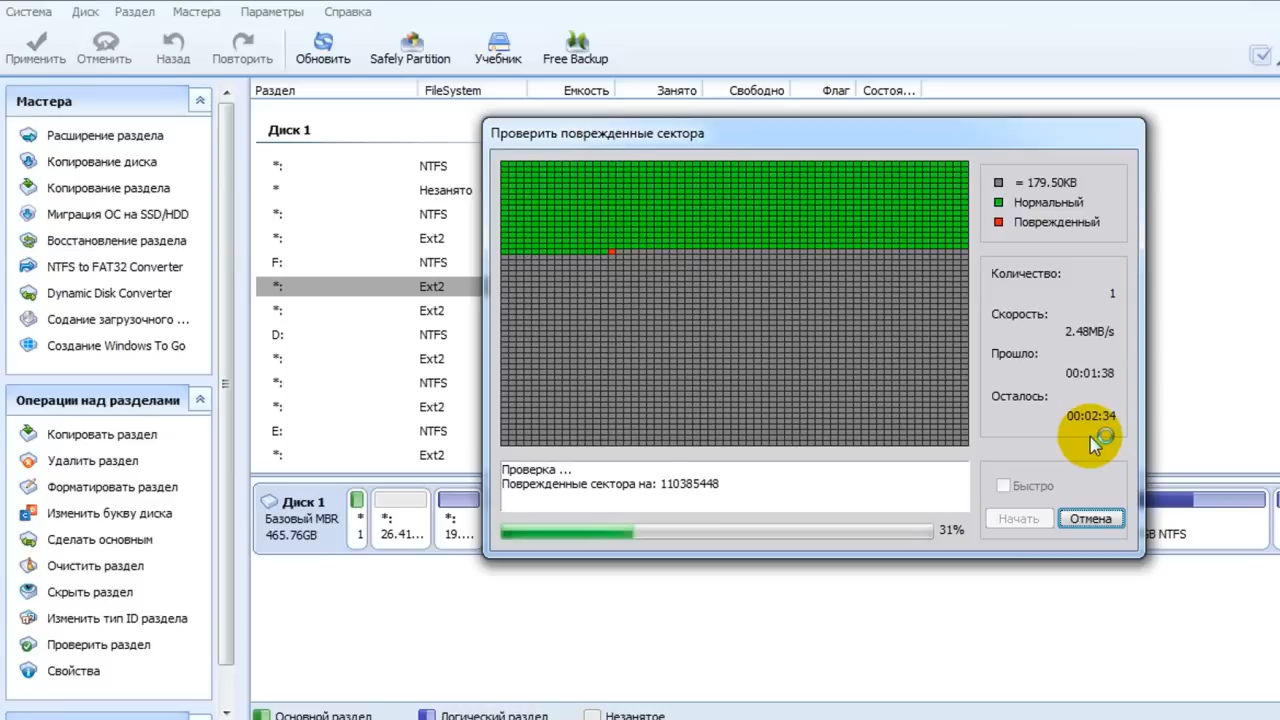 Система Диск Раздел Мастера Параметры Справка
Применить Отменить Назад Повторить Обновить Safely Partition Учебник Free Backup
Мастера
Расширение раздела
Копирование диска
Копирование раздела
Миграция ОС на SSD/HDD
Восстановление раздела
NTFS to FAT32 Converter
Dynamic Disk Converter
Содание загрузочного ...
Создание Windows To Go
Операции над разделами
Копировать раздел
Удалить раздел
Форматировать раздел
Изменить букву диска
Сделать основным
Очистить раздел
Скрыть раздел
Изменить тип ID раздела
Проверить раздел
Свойства
Раздел FileSystem Емкость Занято Свободно Флаг Состоя...
Диск 1
*: NTFS
* Незанято
*: NTFS
*: Ext2
F: NTFS
*: Ext2
*: Ext2
D: NTFS
*: Ext2
*: NTFS
*: Ext2
E: NTFS
*: Ext2
Проверить поврежденные сектора
= 179.50KB
Нормальный
Поврежденный
Количество:
1
Скорость:
2.48MB/s
Прошло:
00:01:38
Осталось:
00:02:34
Проверка ...
Поврежденные сектора на: 110385448
31%
Быстро
Начать Отмена
Диск 1
Базовый MBR
465.76GB
*
1
*:
26.41...
*:
19....
NTFS
Основной раздел Логический раздел Незанятое